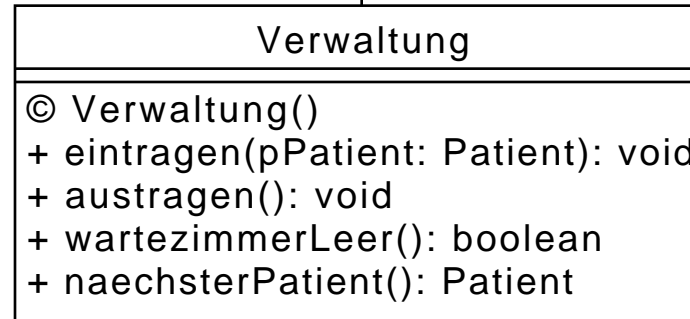 Verwaltung
© Verwaltung()
+ eintragen(pPatient: Patient): void
+ austragen(): void
+ wartezimmerLeer(): boolean
+ naechsterPatient(): Patient